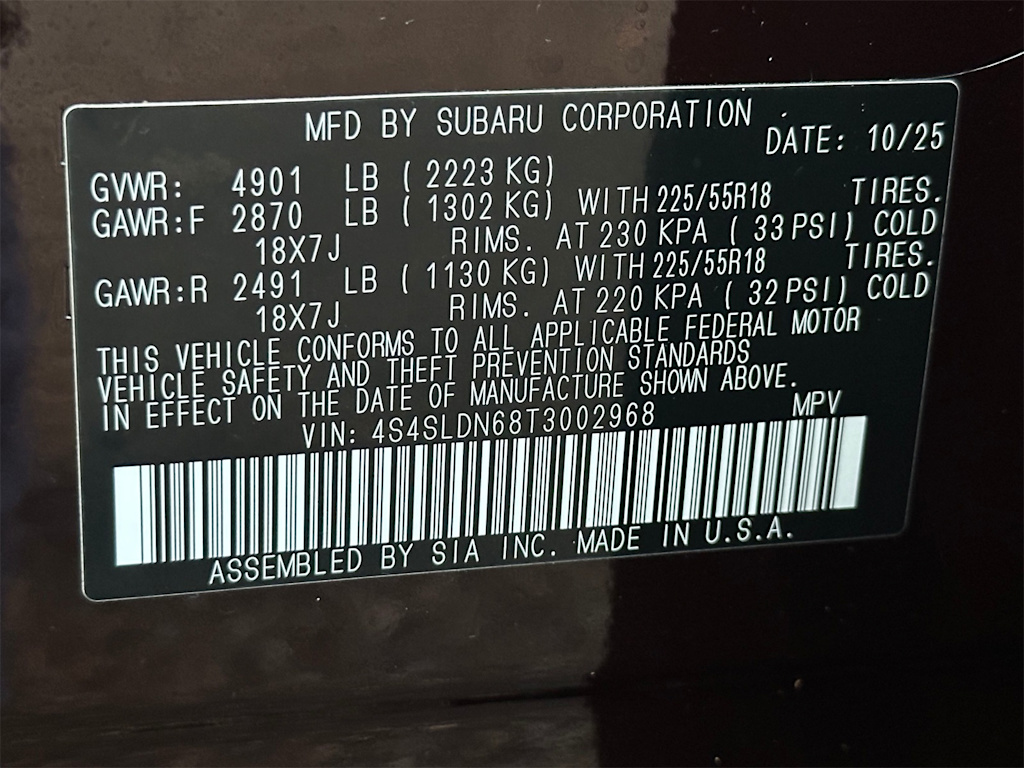 MFD BY SUBARU CORPORATION
DATE: 10/25
GVWR: 4901 LB ( 2223 KG)
GAWR:F 2870 LB ( 1302 KG) WITH 225/55R18 TIRES.
18X7J RIMS. AT 230 KPA ( 33 PSI) COLD
GAWR:R 2491 LB ( 1130 KG) WITH 225/55R18 TIRES.
18X7J RIMS. AT 220 KPA ( 32 PSI) COLD
THIS VEHICLE CONFORMS TO ALL APPLICABLE FEDERAL MOTOR
VEHICLE SAFETY AND THEFT PREVENTION STANDARDS
IN EFFECT ON THE DATE OF MANUFACTURE SHOWN ABOVE.
VIN: 4S4SLDN68T3002968 MPV
ASSEMBLED BY SIA INC. MADE IN U.S.A.